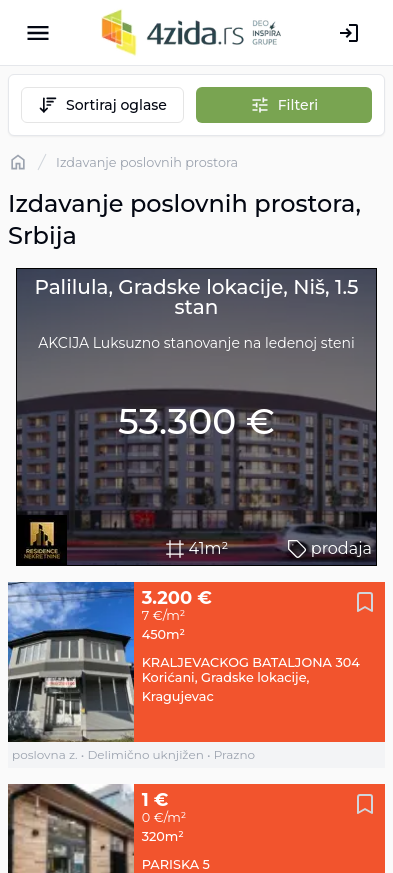 4zida.rs
DEO
INSPIRA
GRUPE
Sortiraj oglase
Filteri
Izdavanje poslovnih prostora
Izdavanje poslovnih prostora,
Srbija
Palilula, Gradske lokacije, Niš, 1.5
stan
AKCIJA Luksuzno stanovanje na ledenoj steni
53.300 €
RESIDENCE
NEKRETNINE
41m²
prodaja
3.200 €
7 €/m²
450m²
KRALJEVACKOG BATALJONA 304
Korićani, Gradske lokacije,
Kragujevac
poslovna z. • Delimično uknjižen • Prazno
1 €
0 €/m²
320m²
PARISKA 5